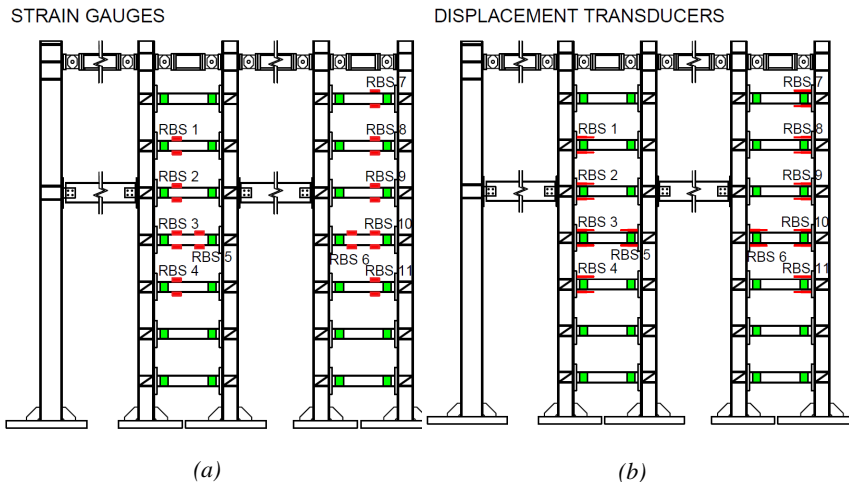 STRAIN GAUGES
RBS 7
RBS 1
RBS 8
RBS 2
RBS 9
RBS 3
RBS 10
RBS 5
RBS 6
RBS 4
RBS 11
(a)
DISPLACEMENT TRANSDUCERS
RBS 7
RBS 1
RBS 8
RBS 2
RBS 9
RBS 3
RBS 10
RBS 5
RBS 6
RBS 4
RBS 11
(b)